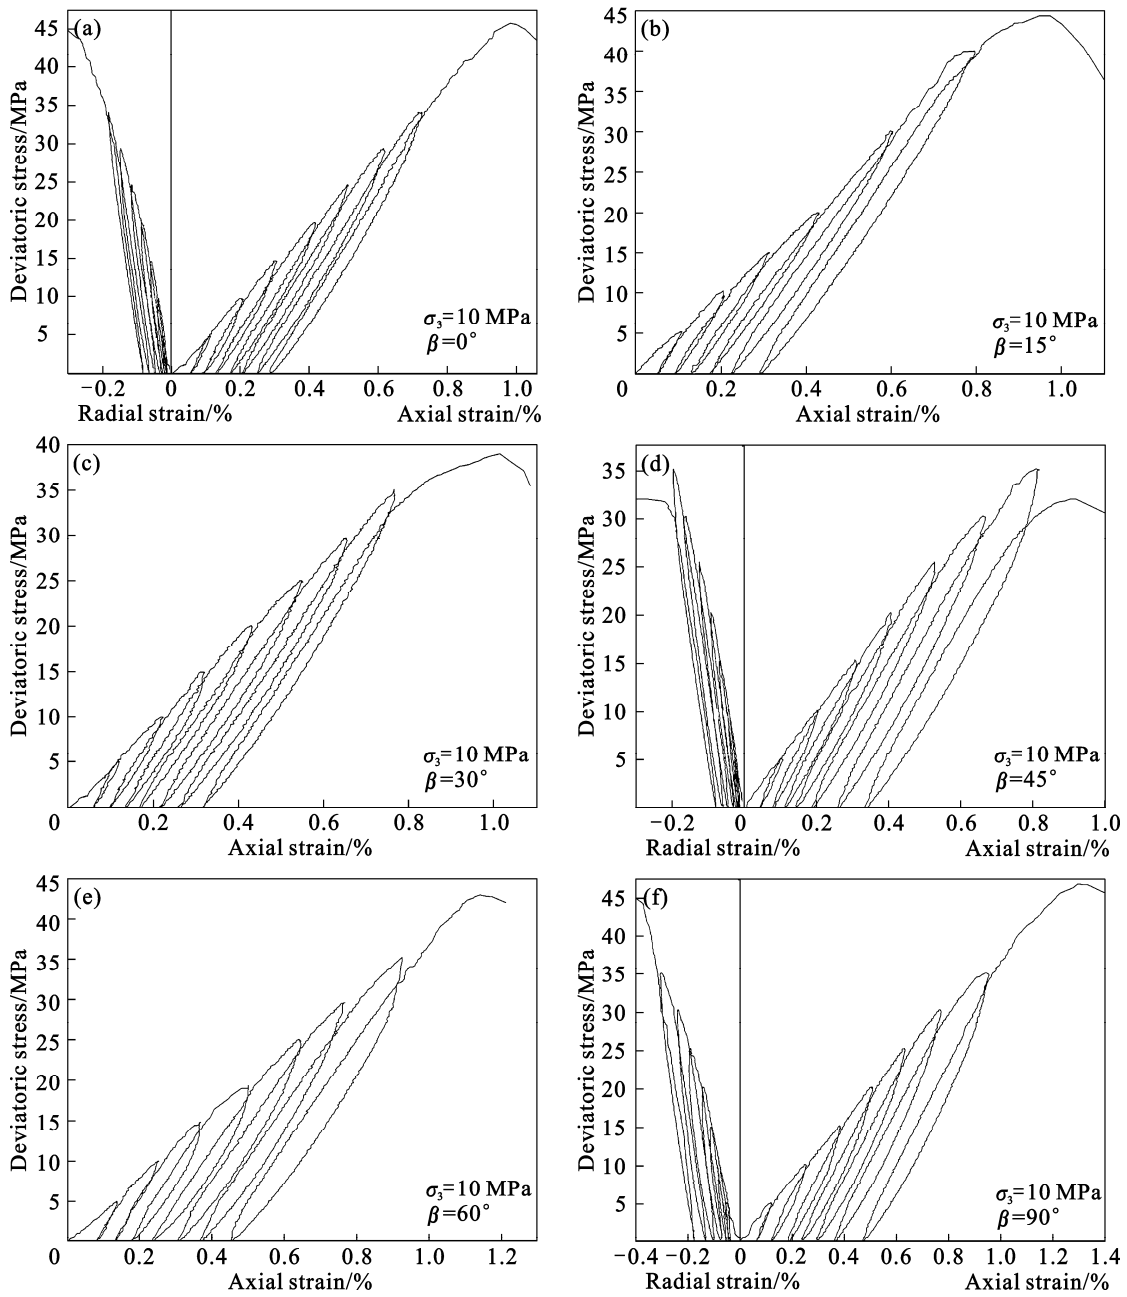 (a)
45
40
35
30
25
20
15
10
5
Deviatoric stress/MPa
σ₃=10 MPa
β=0°
−0.2 0 0.2 0.4 0.6 0.8 1.0
Radial strain/% Axial strain/%
(b)
45
40
35
30
25
20
15
10
5
Deviatoric stress/MPa
σ₃=10 MPa
β=15°
0 0.2 0.4 0.6 0.8 1.0
Axial strain/%
(c)
40
35
30
25
20
15
10
5
Deviatoric stress/MPa
σ₃=10 MPa
β=30°
0 0.2 0.4 0.6 0.8 1.0
Axial strain/%
(d)
35
30
25
20
15
10
5
Deviatoric stress/MPa
σ₃=10 MPa
β=45°
−0.2 0 0.2 0.4 0.6 0.8 1.0
Radial strain/% Axial strain/%
(e)
45
40
35
30
25
20
15
10
5
Deviatoric stress/MPa
σ₃=10 MPa
β=60°
0 0.2 0.4 0.6 0.8 1.0 1.2
Axial strain/%
(f)
45
40
35
30
25
20
15
10
5
Deviatoric stress/MPa
σ₃=10 MPa
β=90°
−0.4 −0.2 0 0.2 0.4 0.6 0.8 1.0 1.2 1.4
Radial strain/% Axial strain/%